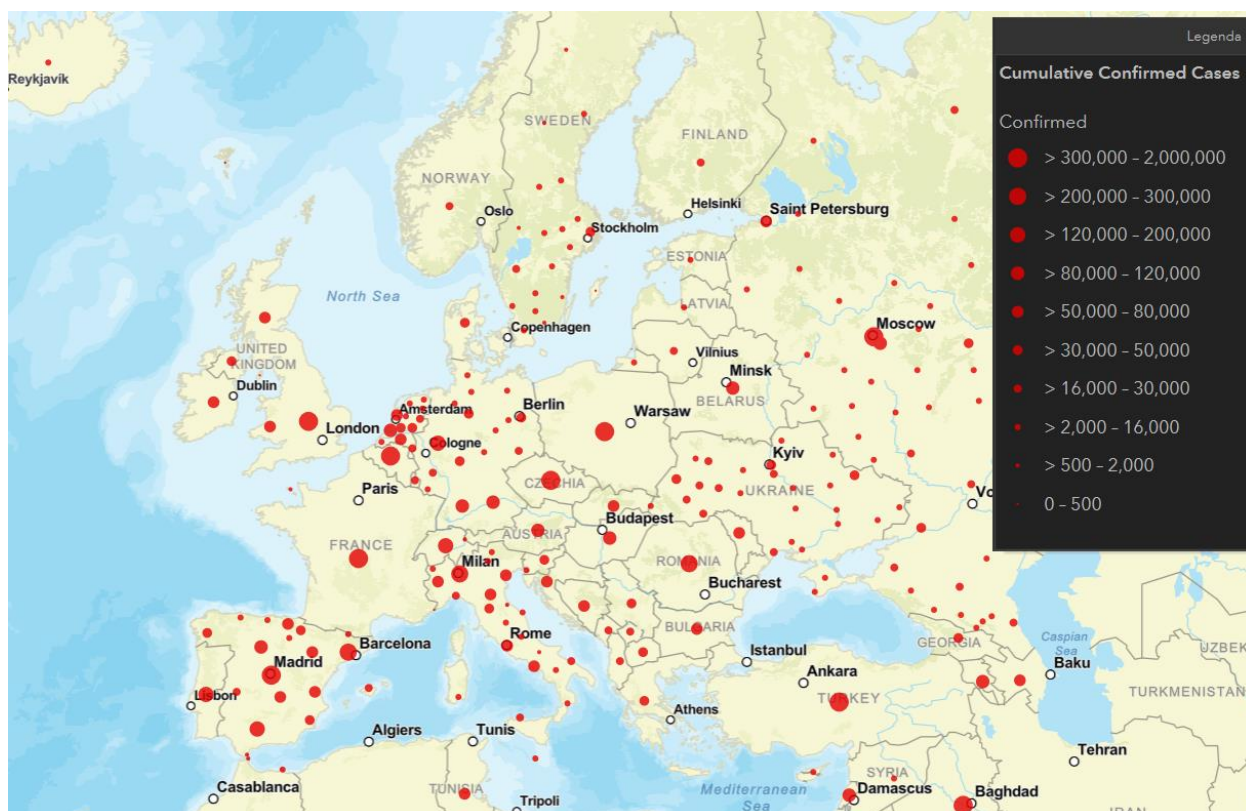 Legenda
Cumulative Confirmed Cases
Confirmed
> 300,000 – 2,000,000
> 200,000 – 300,000
> 120,000 – 200,000
> 80,000 – 120,000
> 50,000 – 80,000
> 30,000 – 50,000
> 16,000 – 30,000
> 2,000 – 16,000
> 500 – 2,000
0 – 500
Reykjavík
SWEDEN
FINLAND
NORWAY
Oslo
Helsinki
Saint Petersburg
Stockholm
ESTONIA
North Sea
LATVIA
Moscow
Copenhagen
UNITED
KINGDOM
Vilnius
Minsk
Dublin
BELARUS
Amsterdam
Berlin
Warsaw
London
Cologne
Kyiv
CZECHIA
UKRAINE
Paris
Budapest
AUSTRIA
FRANCE
Milan
ROMANIA
Bucharest
BULGARIA
Rome
Barcelona
GEORGIA
Caspian
Sea
Istanbul
UZBEK
Madrid
Ankara
Baku
TURKEY
TURKMENISTAN
Lisbon
Athens
Algiers
Tunis
Tehran
SYRIA
Casablanca
TUNISIA
Mediterranean
Sea
Damascus
Baghdad
Tripoli
IRAN